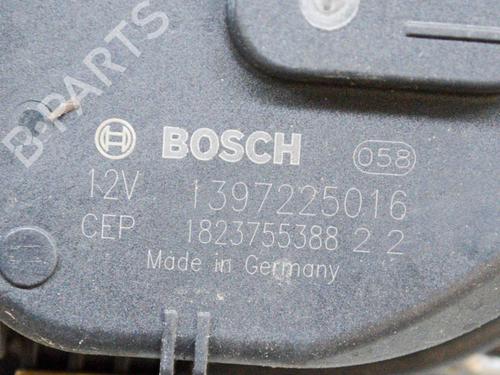 B-PARTS
BOSCH 058
12V 1397225016
CEP 1823755388 2 2
Made in Germany